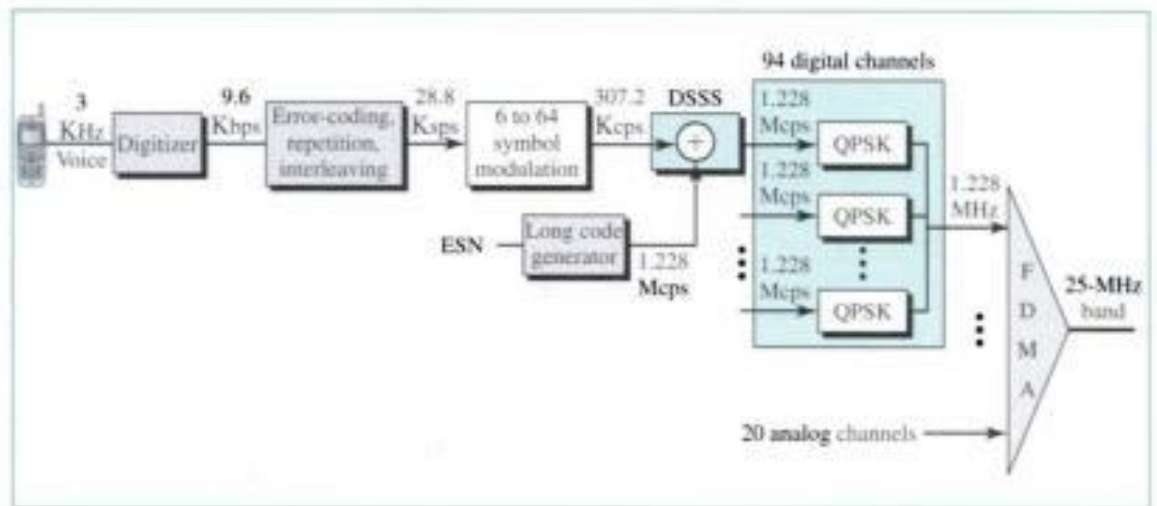 94 digital channels
3
KHz
Voice
Digitizer
9.6
Kbps
Error-coding,
repetition,
interleaving
28.8
Ksps
6 to 64
symbol
modulation
307.2
Kcps
DSSS
+
1.228
Mcps
QPSK
1.228
Mcps
QPSK
1.228
Mcps
QPSK
ESN
Long code
generator
1.228
Mcps
1.228
MHz
F
D
M
A
25-MHz
band
20 analog channels